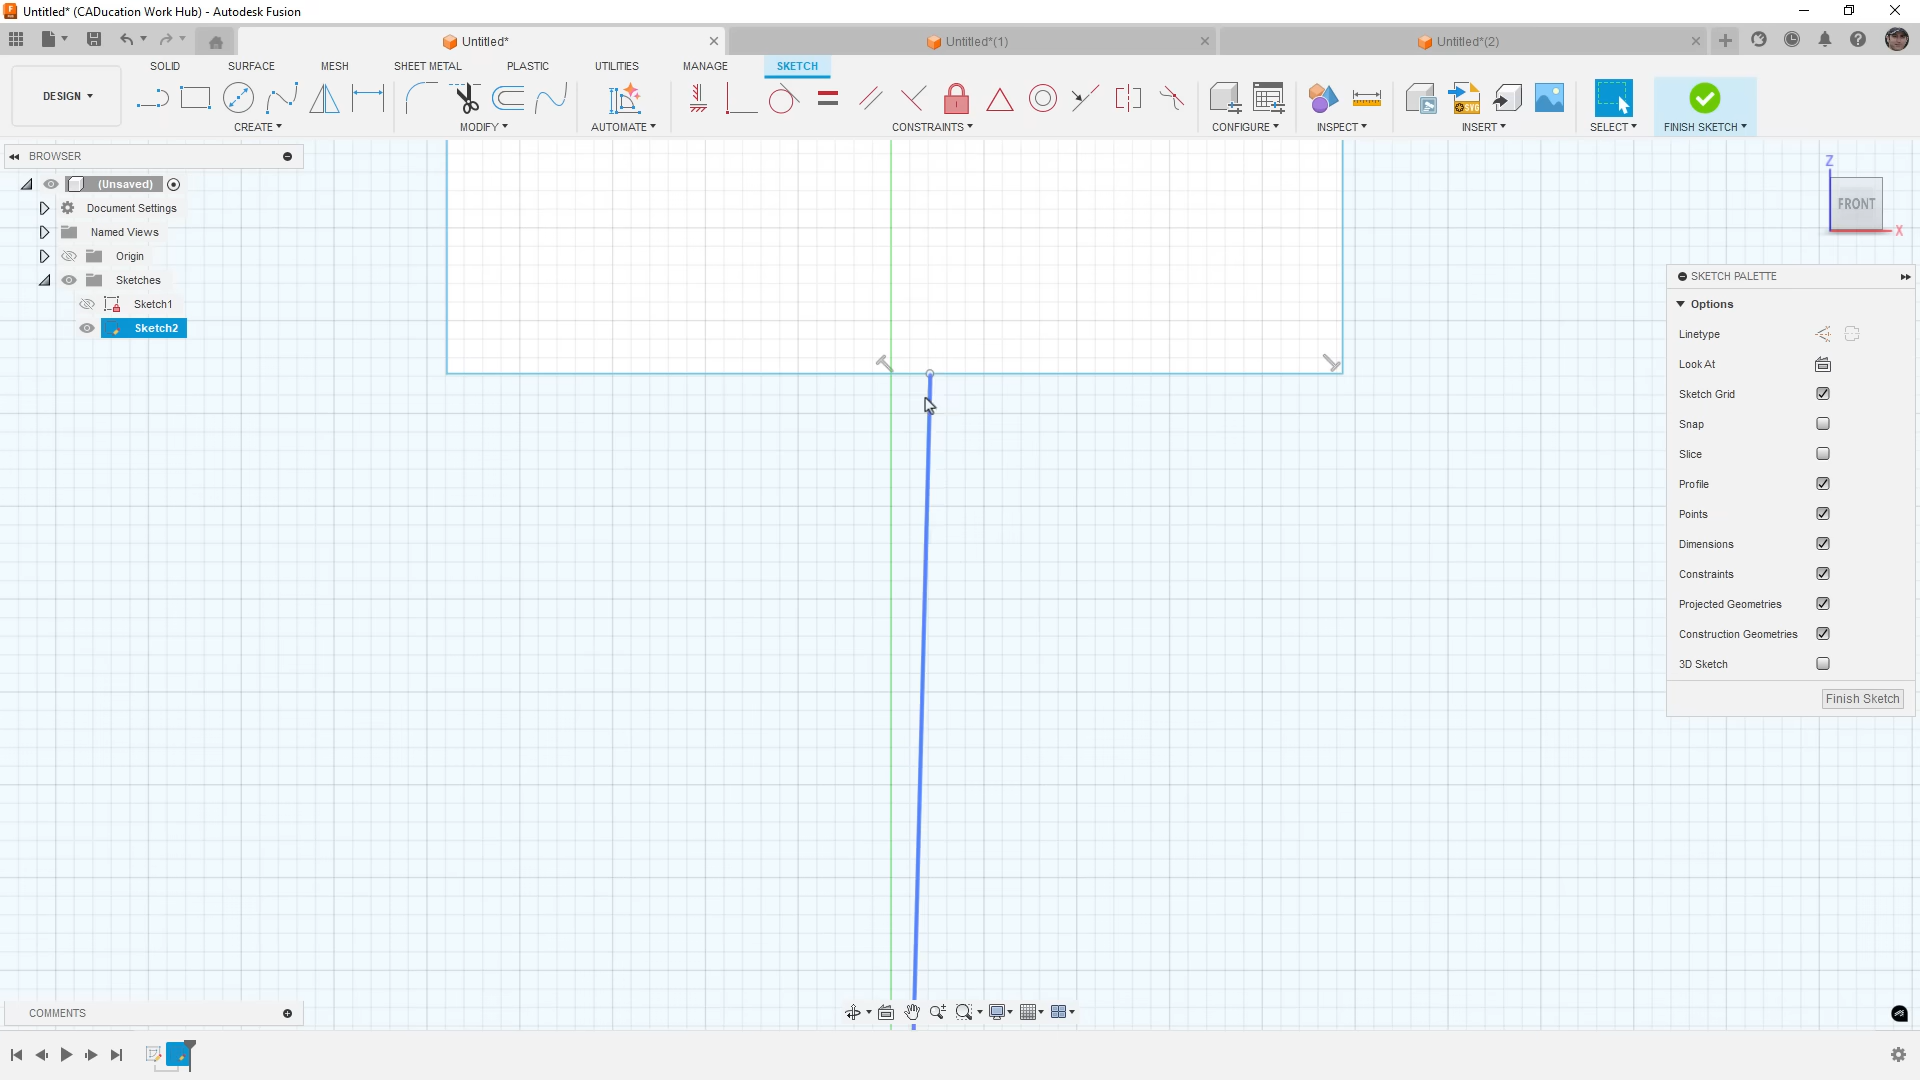 Untitled* (CADucation Work Hub) - Autodesk Fusion
Untitled*
Untitled*(1)
Untitled*(2)
SOLID
SURFACE
MESH
SHEET METAL
PLASTIC
UTILITIES
MANAGE
SKETCH
DESIGN
CREATE
MODIFY
AUTOMATE
CONSTRAINTS
CONFIGURE
INSPECT
INSERT
SELECT
FINISH SKETCH
SVG
BROWSER
(Unsaved)
Document Settings
Named Views
Origin
Sketches
Sketch1
Sketch2
Z
FRONT
X
SKETCH PALETTE
Options
Linetype
Look At
Sketch Grid
Snap
Slice
Profile
Points
Dimensions
Constraints
Projected Geometries
Construction Geometries
3D Sketch
Finish Sketch
COMMENTS